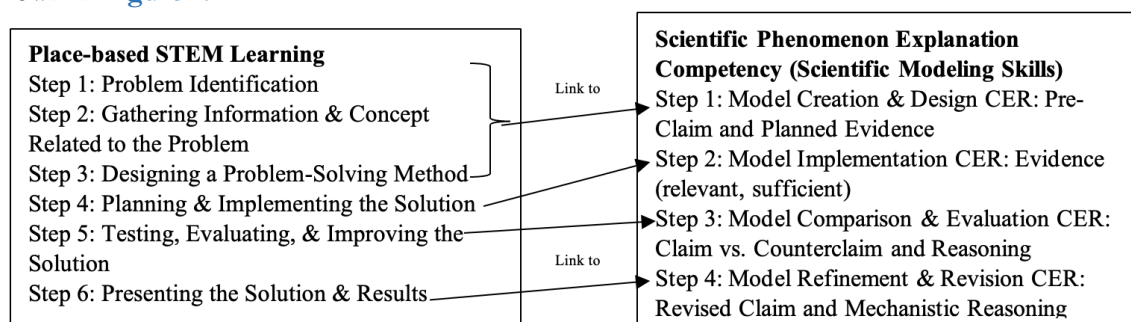 Place-based STEM Learning
Step 1: Problem Identification
Step 2: Gathering Information & Concept
Related to the Problem
Step 3: Designing a Problem-Solving Method
Step 4: Planning & Implementing the Solution
Step 5: Testing, Evaluating, & Improving the
Solution
Step 6: Presenting the Solution & Results
Link to
Link to
Scientific Phenomenon Explanation
Competency (Scientific Modeling Skills)
Step 1: Model Creation & Design CER: Pre-
Claim and Planned Evidence
Step 2: Model Implementation CER: Evidence
(relevant, sufficient)
Step 3: Model Comparison & Evaluation CER:
Claim vs. Counterclaim and Reasoning
Step 4: Model Refinement & Revision CER:
Revised Claim and Mechanistic Reasoning